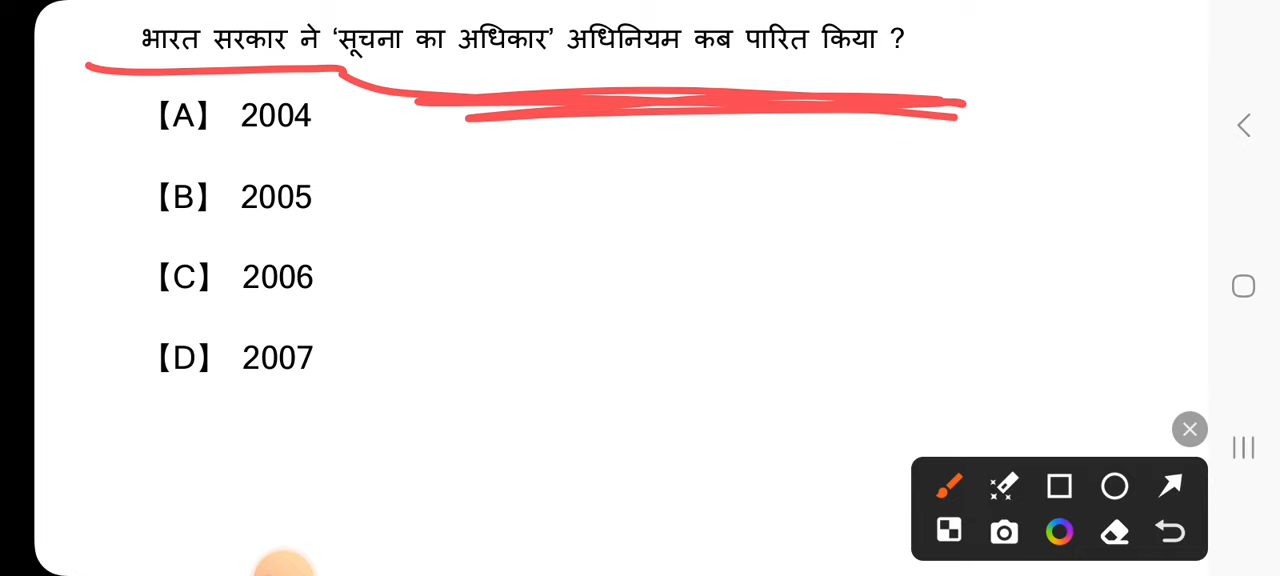 भारत सरकार ने ‘सूचना का अधिकार’ अधिनियम कब पारित किया ?
【A】 2004
【B】 2005
【C】 2006
【D】 2007